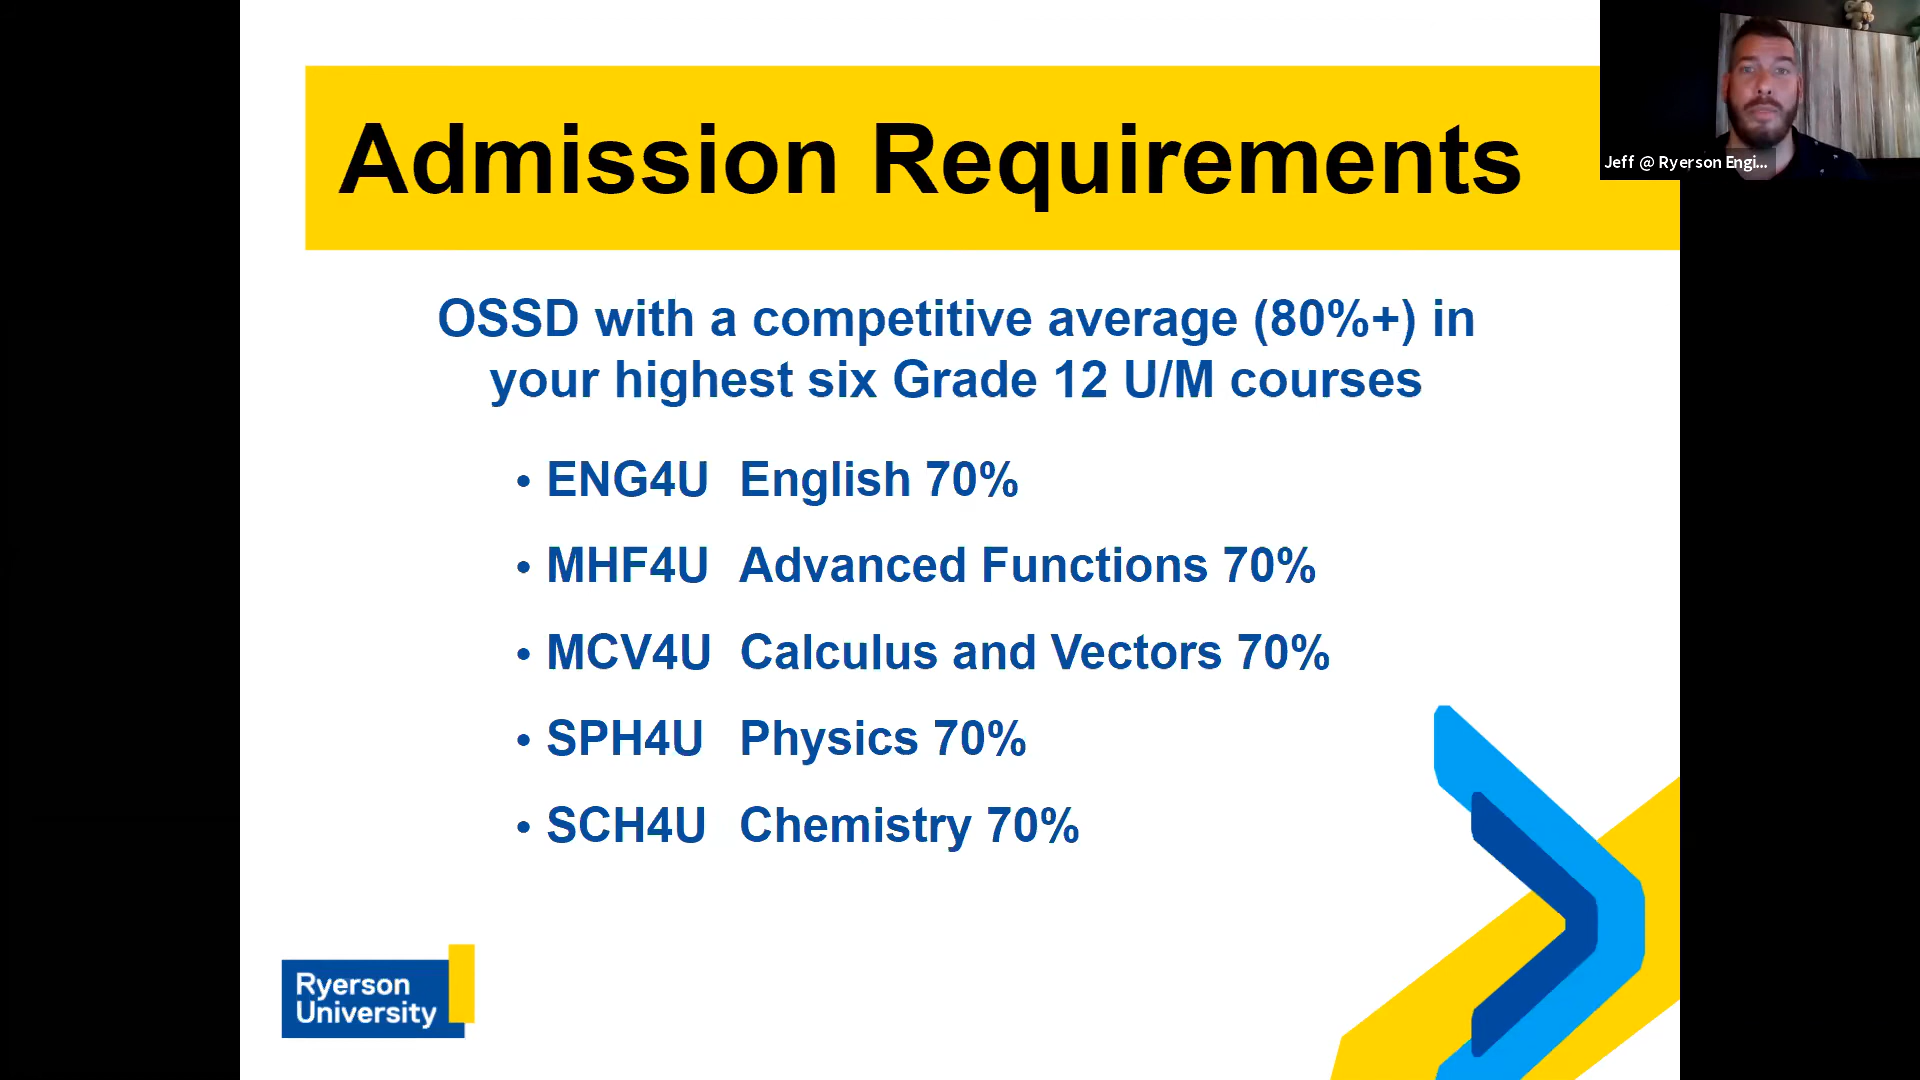 Admission Requirements
Jeff @ Ryerson Engi...
OSSD with a competitive average (80%+) in
your highest six Grade 12 U/M courses
• ENG4U English 70%
• MHF4U Advanced Functions 70%
• MCV4U Calculus and Vectors 70%
• SPH4U Physics 70%
• SCH4U Chemistry 70%
Ryerson
University